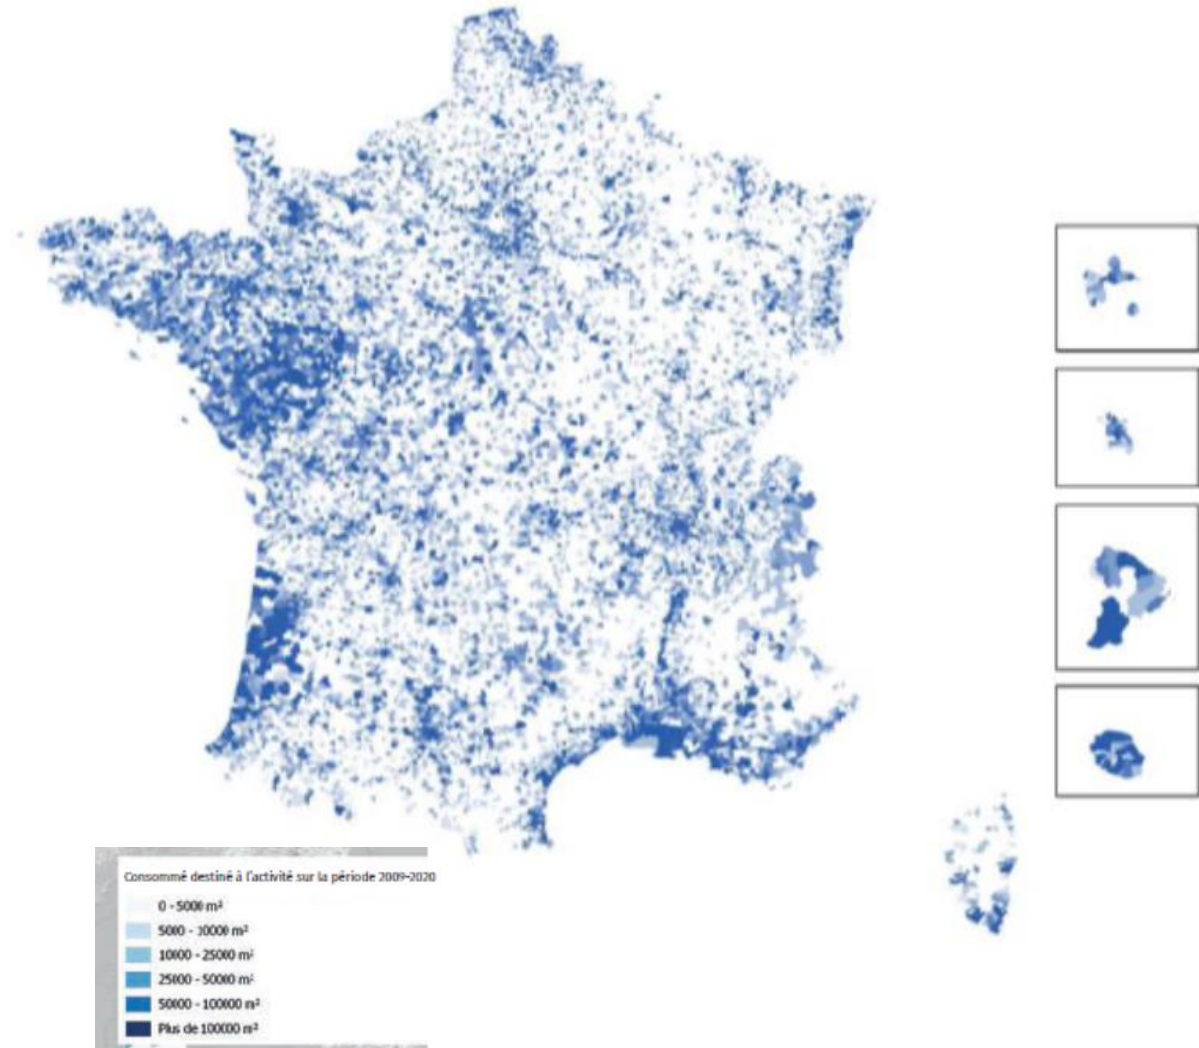 Consommé destiné à l'activité sur la période 2009-2020
0 - 5000 m²
5000 - 10000 m²
10000 - 25000 m²
25000 - 50000 m²
50000 - 100000 m²
Plus de 100000 m²